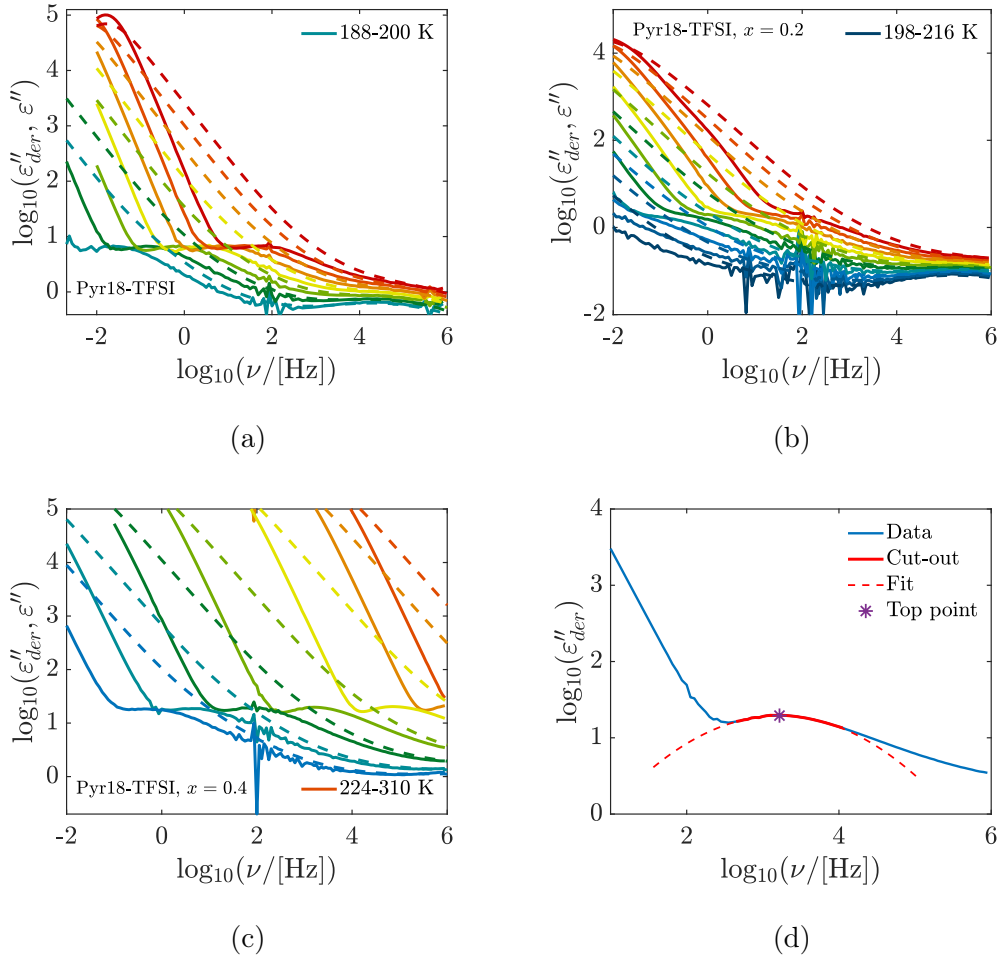 5
4
3
2
1
0
-2 0 2 4 6
log10(ε''der, ε'')
log10(ν/[Hz])
188-200 K
Pyr18-TFSI
(a)
4
2
0
-2
-2 0 2 4 6
log10(ε''der, ε'')
log10(ν/[Hz])
Pyr18-TFSI, x = 0.2
198-216 K
(b)
5
4
3
2
1
0
-2 0 2 4 6
log10(ε''der, ε'')
log10(ν/[Hz])
Pyr18-TFSI, x = 0.4
224-310 K
(c)
4
3
2
1
0
2 4 6
log10(ε''der)
log10(ν/[Hz])
Data
Cut-out
Fit
Top point
(d)